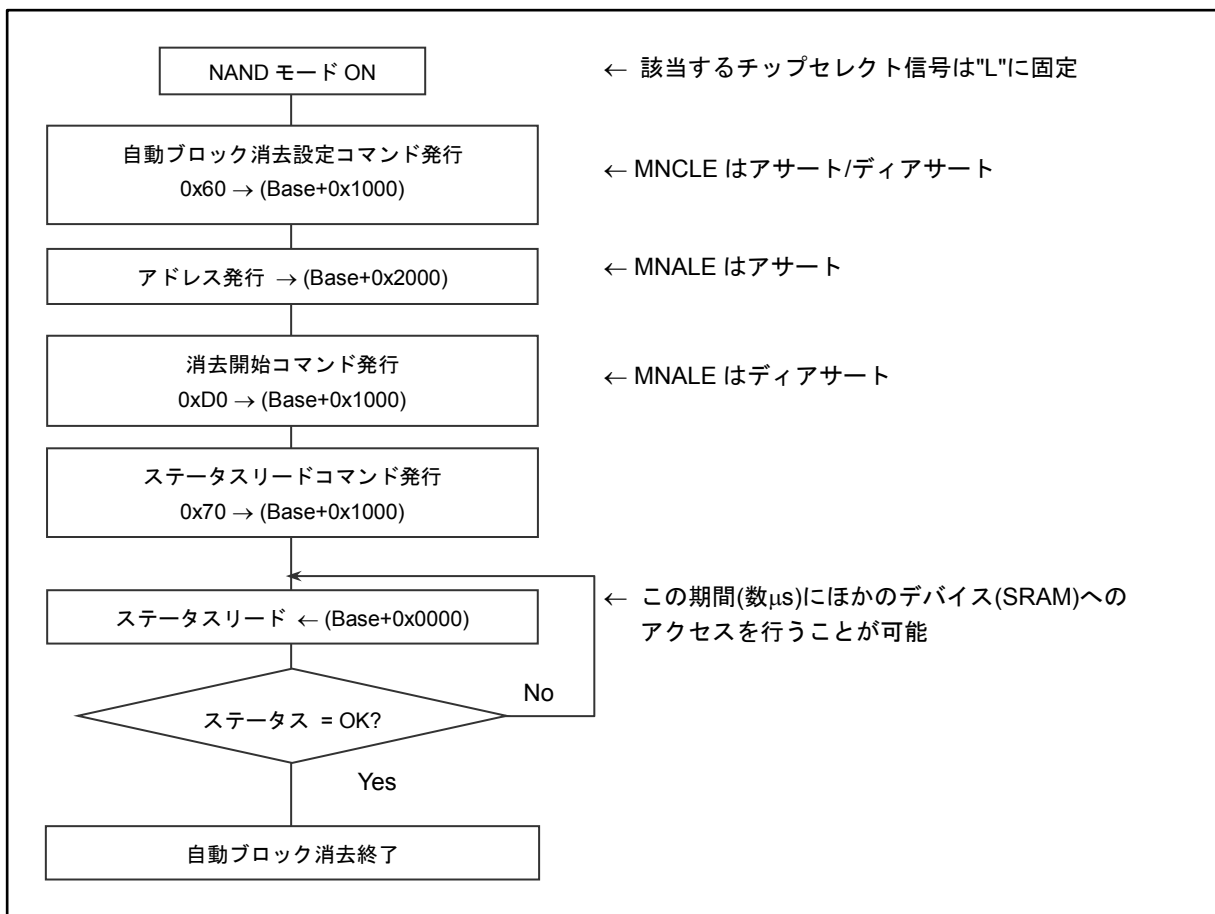 NAND モード ON
← 該当するチップセレクト信号は"L"に固定
自動ブロック消去設定コマンド発行
0x60 → (Base+0x1000)
← MNCLE はアサート/ディアサート
アドレス発行 → (Base+0x2000)
← MNALE はアサート
消去開始コマンド発行
0xD0 → (Base+0x1000)
← MNALE はディアサート
ステータスリードコマンド発行
0x70 → (Base+0x1000)
ステータスリード ← (Base+0x0000)
← この期間(数μs)にほかのデバイス(SRAM)への
アクセスを行うことが可能
ステータス = OK?
No
Yes
自動ブロック消去終了